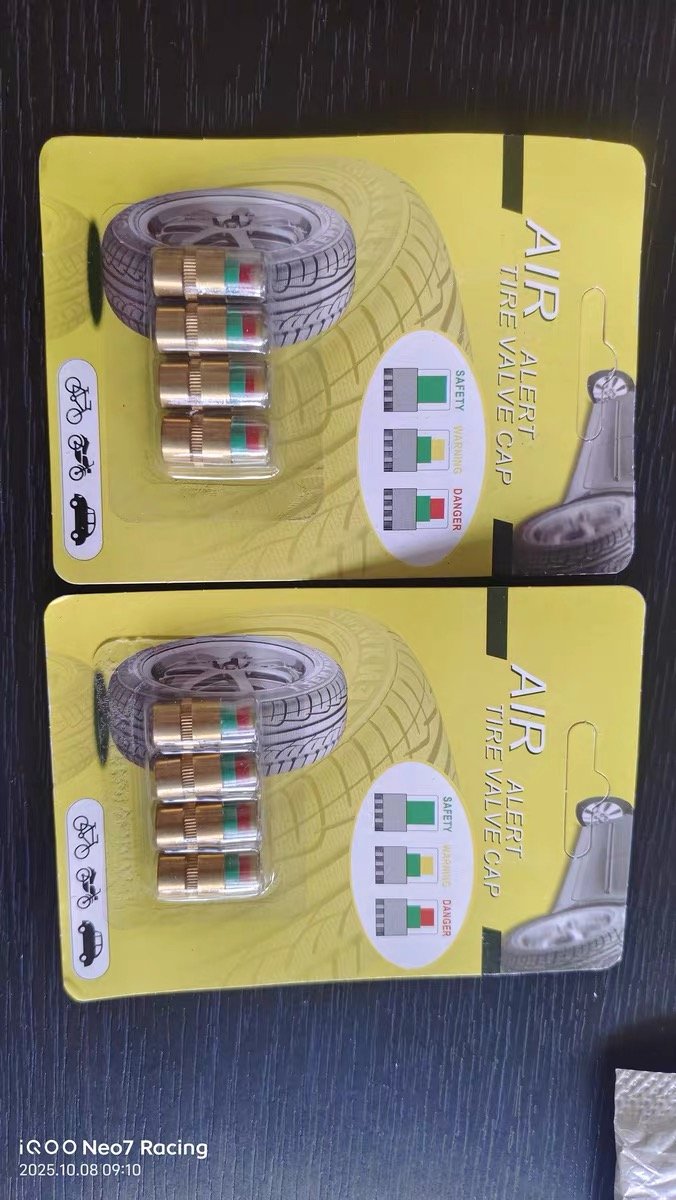 AIR
ALERT
TIRE VALVE CAP
SAFETY
WARNING
DANGER
AIR
ALERT
TIRE VALVE CAP
SAFETY
WARNING
DANGER
iQOO Neo7 Racing
2025.10.08 09:10